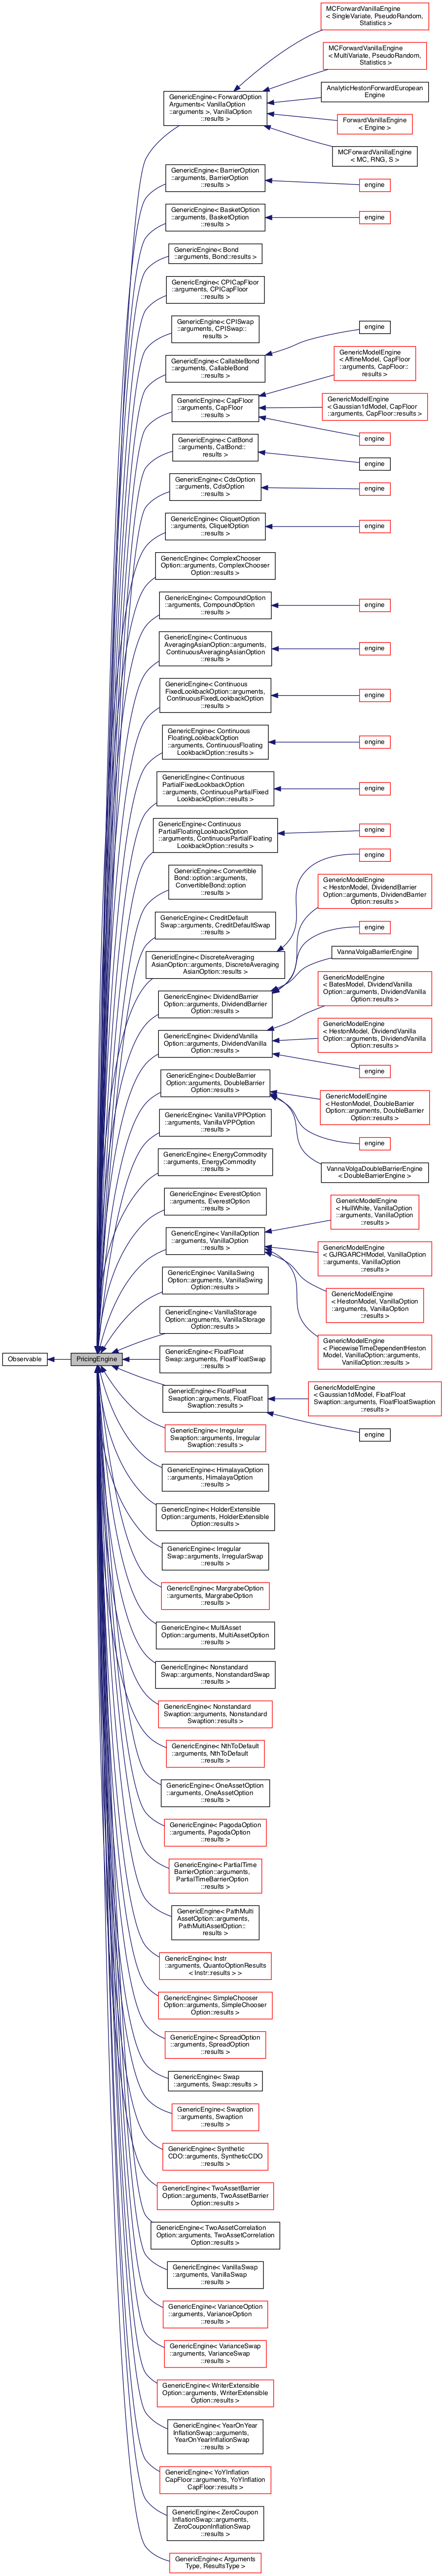 MCForwardVanillaEngine
< SingleVariate, PseudoRandom,
Statistics >
MCForwardVanillaEngine
< MultiVariate, PseudoRandom,
Statistics >
GenericEngine< ForwardOption
Arguments< VanillaOption
::arguments >, VanillaOption
::results >
AnalyticHestonForwardEuropean
Engine
ForwardVanillaEngine
< Engine >
MCForwardVanillaEngine
< MC, RNG, S >
GenericEngine< BarrierOption
::arguments, BarrierOption
::results >
engine
GenericEngine< BasketOption
::arguments, BasketOption
::results >
engine
GenericEngine< Bond
::arguments, Bond::results >
GenericEngine< CPICapFloor
::arguments, CPICapFloor
::results >
GenericEngine< CPISwap
::arguments, CPISwap::
results >
engine
GenericEngine< CallableBond
::arguments, CallableBond
::results >
GenericModelEngine
< AffineModel, CapFloor
::arguments, CapFloor::
results >
GenericEngine< CapFloor
::arguments, CapFloor
::results >
GenericModelEngine
< Gaussian1dModel, CapFloor
::arguments, CapFloor::results >
engine
GenericEngine< CatBond
::arguments, CatBond::
results >
engine
GenericEngine< CdsOption
::arguments, CdsOption
::results >
engine
GenericEngine< CliquetOption
::arguments, CliquetOption
::results >
engine
GenericEngine< ComplexChooser
Option::arguments, ComplexChooser
Option::results >
GenericEngine< CompoundOption
::arguments, CompoundOption
::results >
engine
GenericEngine< Continuous
AveragingAsianOption::arguments,
ContinuousAveragingAsianOption
::results >
engine
GenericEngine< Continuous
FixedLookbackOption::arguments,
ContinuousFixedLookbackOption
::results >
engine
GenericEngine< Continuous
FloatingLookbackOption
::arguments, ContinuousFloating
LookbackOption::results >
engine
GenericEngine< Continuous
PartialFixedLookbackOption
::arguments, ContinuousPartialFixed
LookbackOption::results >
engine
GenericEngine< Continuous
PartialFloatingLookbackOption
::arguments, ContinuousPartialFloating
LookbackOption::results >
engine
engine
GenericEngine< Convertible
Bond::option::arguments,
ConvertibleBond::option
::results >
GenericModelEngine
< HestonModel, DividendBarrier
Option::arguments, DividendBarrier
Option::results >
GenericEngine< CreditDefault
Swap::arguments, CreditDefaultSwap
::results >
engine
GenericEngine< DiscreteAveraging
AsianOption::arguments, DiscreteAveraging
AsianOption::results >
VannaVolgaBarrierEngine
GenericEngine< DividendBarrier
Option::arguments, DividendBarrier
Option::results >
GenericModelEngine
< BatesModel, DividendVanilla
Option::arguments, DividendVanilla
Option::results >
GenericEngine< DividendVanilla
Option::arguments, DividendVanilla
Option::results >
GenericModelEngine
< HestonModel, DividendVanilla
Option::arguments, DividendVanilla
Option::results >
engine
GenericEngine< DoubleBarrier
Option::arguments, DoubleBarrier
Option::results >
GenericModelEngine
< HestonModel, DoubleBarrier
Option::arguments, DoubleBarrier
Option::results >
GenericEngine< VanillaVPPOption
::arguments, VanillaVPPOption
::results >
engine
GenericEngine< EnergyCommodity
::arguments, EnergyCommodity
::results >
VannaVolgaDoubleBarrierEngine
< DoubleBarrierEngine >
GenericEngine< EverestOption
::arguments, EverestOption
::results >
GenericModelEngine
< HullWhite, VanillaOption
::arguments, VanillaOption
::results >
GenericEngine< VanillaOption
::arguments, VanillaOption
::results >
GenericModelEngine
< GJRGARCHModel, VanillaOption
::arguments, VanillaOption
::results >
GenericEngine< VanillaSwing
Option::arguments, VanillaSwing
Option::results >
GenericModelEngine
< HestonModel, VanillaOption
::arguments, VanillaOption
::results >
GenericEngine< VanillaStorage
Option::arguments, VanillaStorage
Option::results >
GenericModelEngine
< PiecewiseTimeDependentHeston
Model, VanillaOption::arguments,
VanillaOption::results >
Observable
PricingEngine
GenericEngine< FloatFloat
Swap::arguments, FloatFloatSwap
::results >
GenericEngine< FloatFloat
Swaption::arguments, FloatFloat
Swaption::results >
GenericModelEngine
< Gaussian1dModel, FloatFloat
Swaption::arguments, FloatFloatSwaption
::results >
engine
GenericEngine< Irregular
Swaption::arguments, Irregular
Swaption::results >
GenericEngine< HimalayaOption
::arguments, HimalayaOption
::results >
GenericEngine< HolderExtensible
Option::arguments, HolderExtensible
Option::results >
GenericEngine< Irregular
Swap::arguments, IrregularSwap
::results >
GenericEngine< MargrabeOption
::arguments, MargrabeOption
::results >
GenericEngine< MultiAsset
Option::arguments, MultiAssetOption
::results >
GenericEngine< Nonstandard
Swap::arguments, NonstandardSwap
::results >
GenericEngine< Nonstandard
Swaption::arguments, Nonstandard
Swaption::results >
GenericEngine< NthToDefault
::arguments, NthToDefault
::results >
GenericEngine< OneAssetOption
::arguments, OneAssetOption
::results >
GenericEngine< PagodaOption
::arguments, PagodaOption
::results >
GenericEngine< PartialTime
BarrierOption::arguments,
PartialTimeBarrierOption
::results >
GenericEngine< PathMulti
AssetOption::arguments,
PathMultiAssetOption::
results >
GenericEngine< Instr
::arguments, QuantoOptionResults
< Instr::results > >
GenericEngine< SimpleChooser
Option::arguments, SimpleChooser
Option::results >
GenericEngine< SpreadOption
::arguments, SpreadOption
::results >
GenericEngine< Swap
::arguments, Swap::results >
GenericEngine< Swaption
::arguments, Swaption
::results >
GenericEngine< Synthetic
CDO::arguments, SyntheticCDO
::results >
GenericEngine< TwoAssetBarrier
Option::arguments, TwoAssetBarrier
Option::results >
GenericEngine< TwoAssetCorrelation
Option::arguments, TwoAssetCorrelation
Option::results >
GenericEngine< VanillaSwap
::arguments, VanillaSwap
::results >
GenericEngine< VarianceOption
::arguments, VarianceOption
::results >
GenericEngine< VarianceSwap
::arguments, VarianceSwap
::results >
GenericEngine< WriterExtensible
Option::arguments, WriterExtensible
Option::results >
GenericEngine< YearOnYear
InflationSwap::arguments,
YearOnYearInflationSwap
::results >
GenericEngine< YoYInflation
CapFloor::arguments, YoYInflation
CapFloor::results >
GenericEngine< ZeroCoupon
InflationSwap::arguments,
ZeroCouponInflationSwap
::results >
GenericEngine< Arguments
Type, ResultsType >